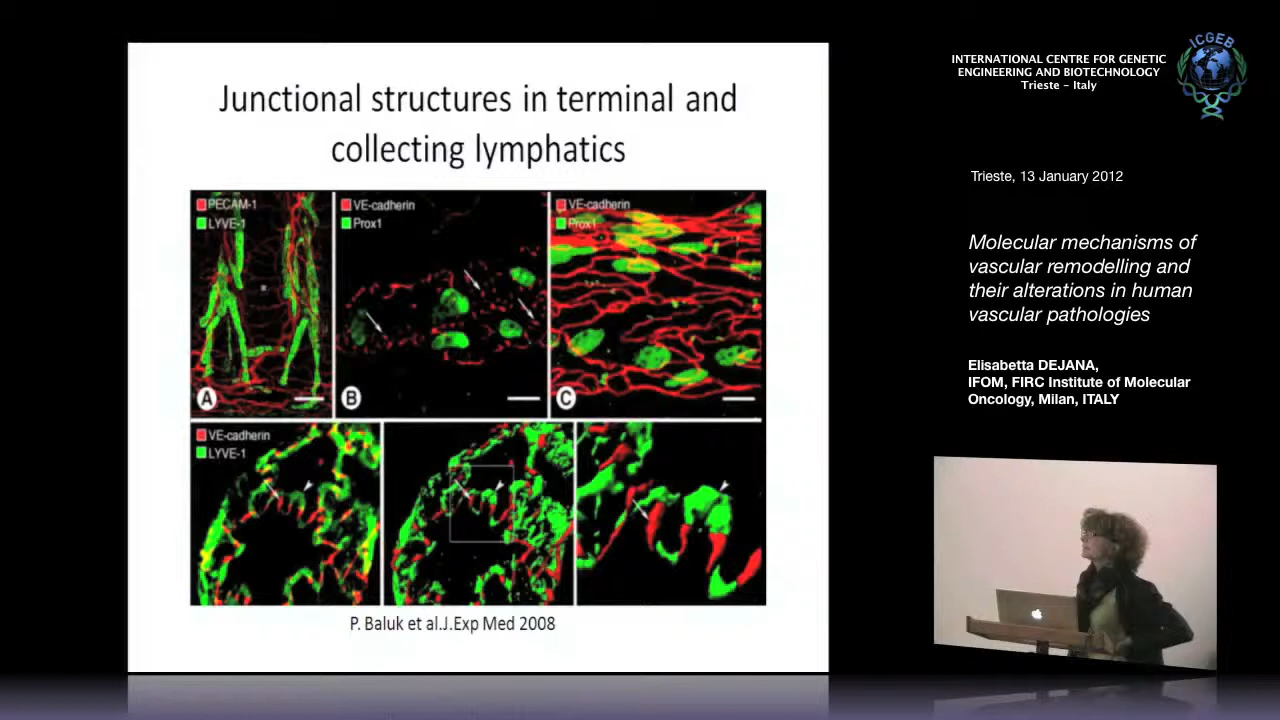 Junctional structures in terminal and
collecting lymphatics
PECAM-1
LYVE-1
A
VE-cadherin
Prox1
B
VE-cadherin
Prox1
C
VE-cadherin
LYVE-1
P. Baluk et al.J.Exp Med 2008
INTERNATIONAL CENTRE FOR GENETIC
ENGINEERING AND BIOTECHNOLOGY
Trieste - Italy
ICGEB
Trieste, 13 January 2012
Molecular mechanisms of
vascular remodelling and
their alterations in human
vascular pathologies
Elisabetta DEJANA,
IFOM, FIRC Institute of Molecular
Oncology, Milan, ITALY